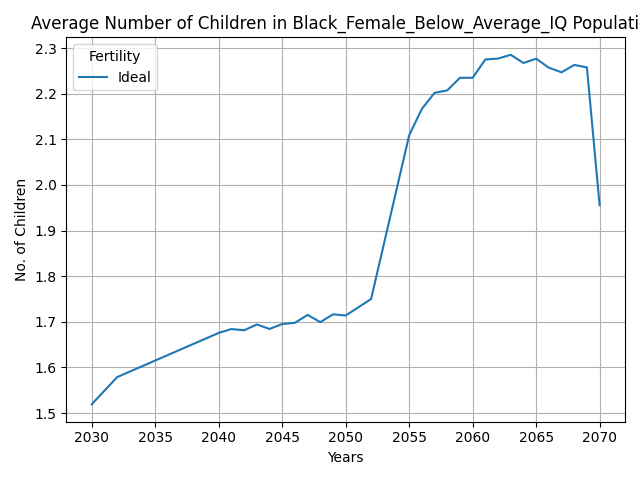 Average Number of Children in Black_Female_Below_Average_IQ Populati
2.3
2.2
2.1
2.0
1.9
1.8
1.7
1.6
1.5
No. of Children
Fertility
Ideal
2030 2035 2040 2045 2050 2055 2060 2065 2070
Years